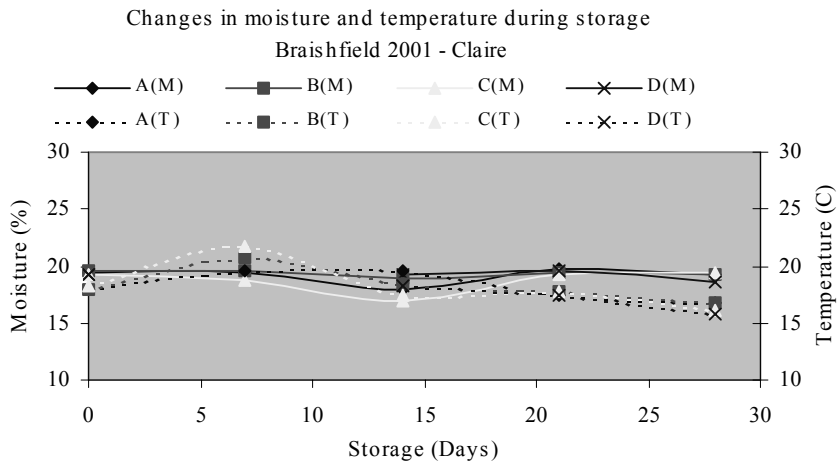 Changes in moisture and temperature during storage
Braishfield 2001 - Claire
A(M) B(M) C(M) D(M)
A(T) B(T) C(T) D(T)
30 30
25 25
20 20
15 15
10 10
Moisture (%)
Temperature (C)
0 5 10 15 20 25 30
Storage (Days)